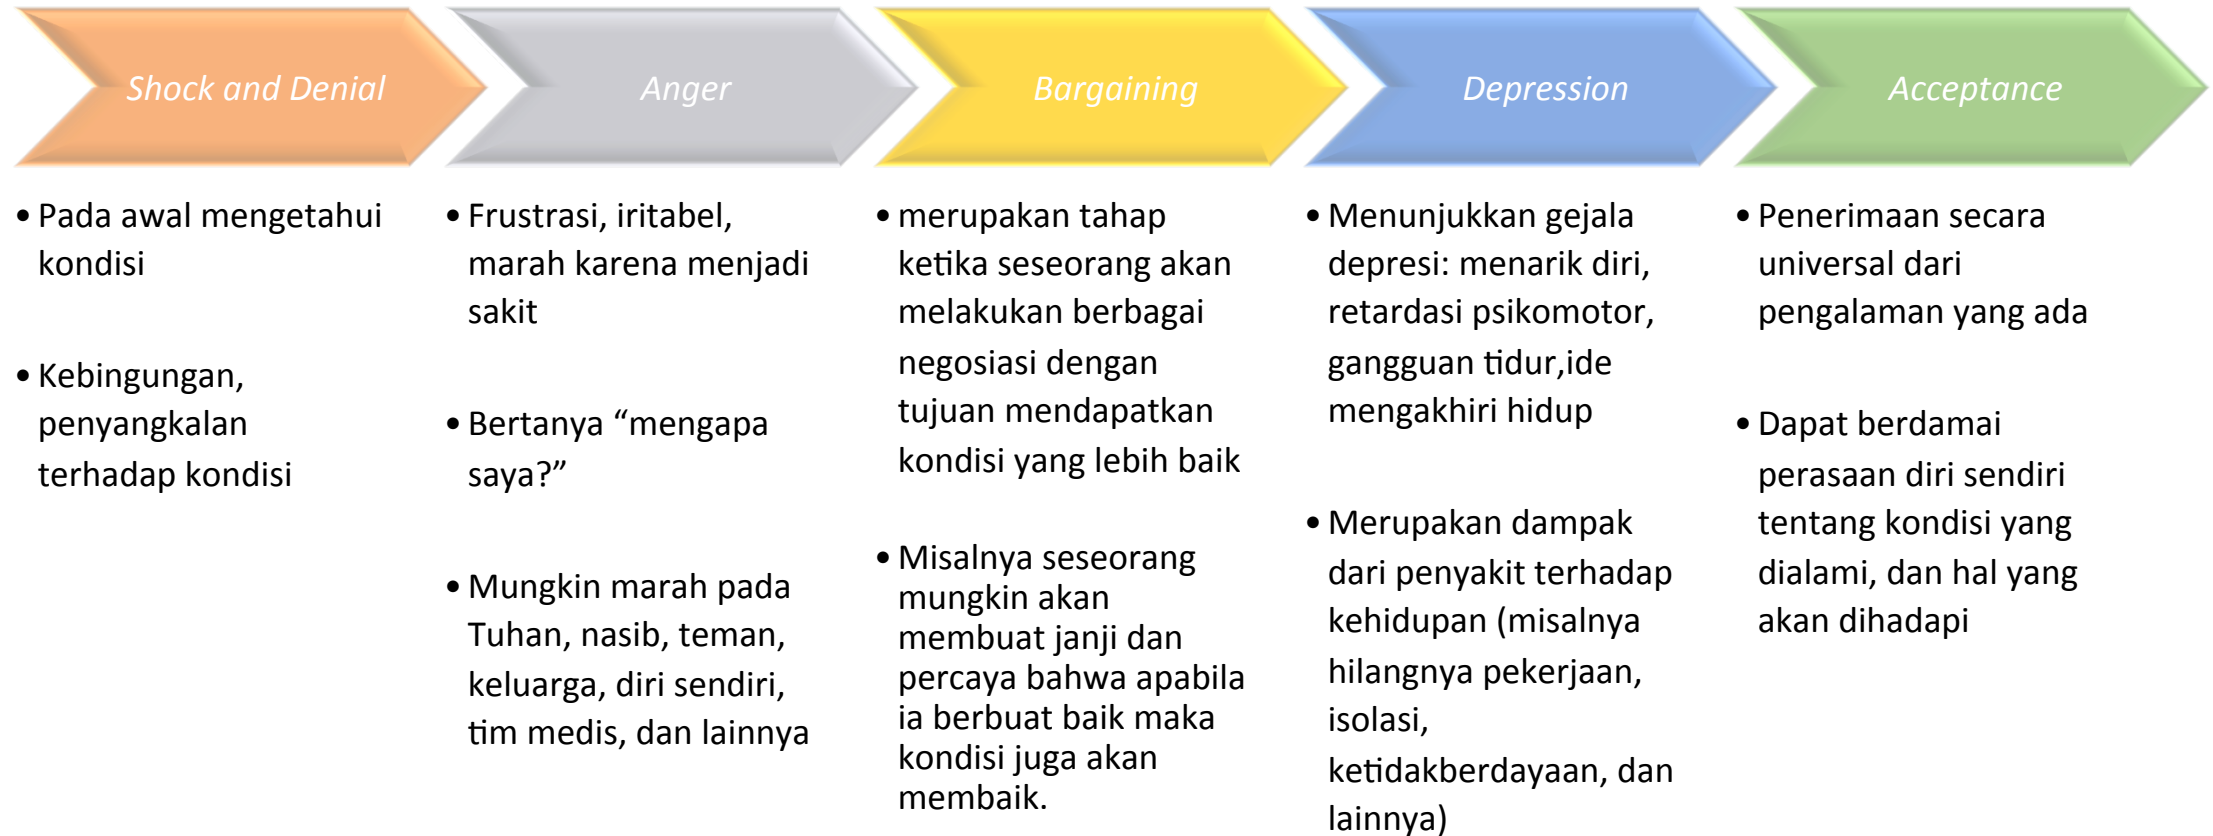 Shock and Denial
• Pada awal mengetahui
kondisi
• Kebingungan,
penyangkalan
terhadap kondisi
Anger
• Frustrasi, iritabel,
marah karena menjadi
sakit
• Bertanya “mengapa
saya?”
• Mungkin marah pada
Tuhan, nasib, teman,
keluarga, diri sendiri,
tim medis, dan lainnya
Bargaining
• merupakan tahap
ketika seseorang akan
melakukan berbagai
negosiasi dengan
tujuan mendapatkan
kondisi yang lebih baik
• Misalnya seseorang
mungkin akan
membuat janji dan
percaya bahwa apabila
ia berbuat baik maka
kondisi juga akan
membaik.
Depression
• Menunjukkan gejala
depresi: menarik diri,
retardasi psikomotor,
gangguan tidur,ide
mengakhiri hidup
• Merupakan dampak
dari penyakit terhadap
kehidupan (misalnya
hilangnya pekerjaan,
isolasi,
ketidakberdayaan, dan
lainnya)
Acceptance
• Penerimaan secara
universal dari
pengalaman yang ada
• Dapat berdamai
perasaan diri sendiri
tentang kondisi yang
dialami, dan hal yang
akan dihadapi